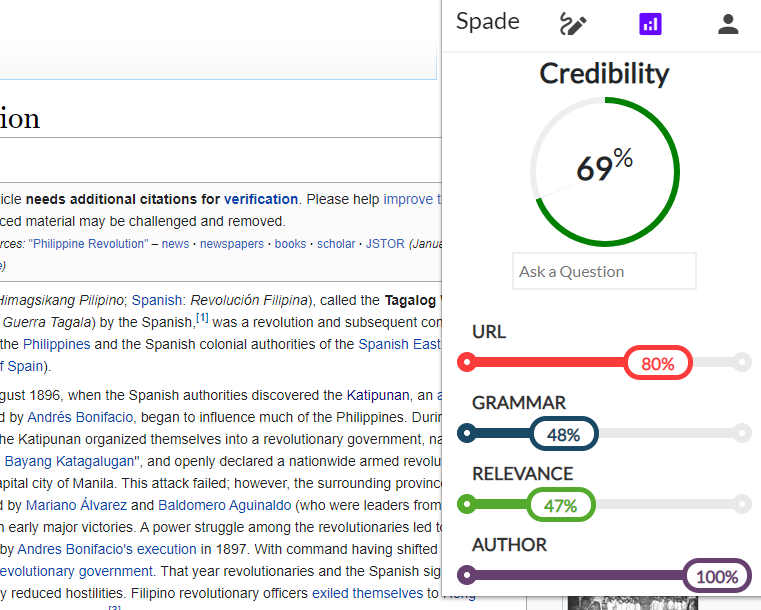 Spade
Credibility
69%
Ask a Question
URL
80%
GRAMMAR
48%
RELEVANCE
47%
AUTHOR
100%
ion
icle needs additional citations for verification. Please help improve t
ced material may be challenged and removed.
rces: "Philippine Revolution" – news · newspapers · books · scholar · JSTOR (Janua
e)
Himagsikang Pilipino; Spanish: Revolución Filipina), called the Tagalog
Guerra Tagala) by the Spanish,[1] was a revolution and subsequent con
the Philippines and the Spanish colonial authorities of the Spanish East
f Spain).
gust 1896, when the Spanish authorities discovered the Katipunan, an a
d by Andrés Bonifacio, began to influence much of the Philippines. Durin
he Katipunan organized themselves into a revolutionary government, na
Bayang Katagalugan", and openly declared a nationwide armed revolu
apital city of Manila. This attack failed; however, the surrounding province
d by Mariano Álvarez and Baldomero Aguinaldo (who were leaders from
n early major victories. A power struggle among the revolutionaries led to
by Andres Bonifacio's execution in 1897. With command having shifted
evolutionary government. That year revolutionaries and the Spanish sig
y reduced hostilities. Filipino revolutionary officers exiled themselves to Hong
[3]